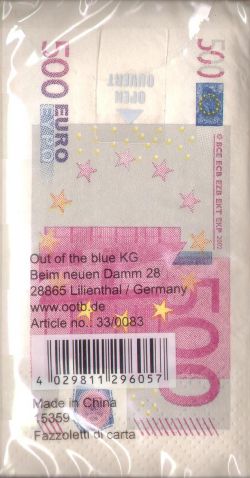 500 EURO
ΕΥΡΩ
500
OPEN
OUVERT
© BCE ECB EZB EKT EKP 2002
Out of the blue KG
Beim neuen Damm 28
28865 Lilienthal / Germany
www.ootb.de
Article no.: 33/0083
500
4 029811 296057
Made in China
15359
Fazzoletti di carta